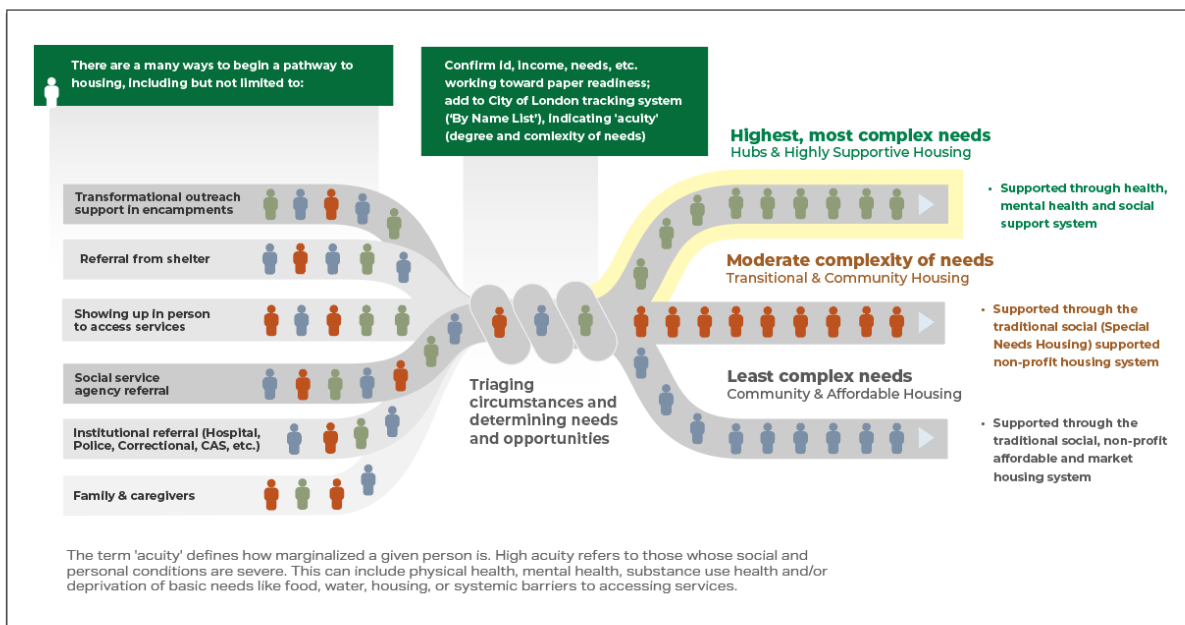 There are a many ways to begin a pathway to
housing, including but not limited to:
Confirm id, income, needs, etc.
working toward paper readiness;
add to City of London tracking system
(‘By Name List’), indicating 'acuity'
(degree and comlexity of needs)
Transformational outreach
support in encampments
Referral from shelter
Showing up in person
to access services
Social service
agency referral
Institutional referral (Hospital,
Police, Correctional, CAS, etc.)
Family & caregivers
Triaging
circumstances and
determining needs
and opportunities
Highest, most complex needs
Hubs & Highly Supportive Housing
• Supported through health,
mental health and social
support system
Moderate complexity of needs
Transitional & Community Housing
• Supported through the
traditional social (Special
Needs Housing) supported
non-profit housing system
Least complex needs
Community & Affordable Housing
• Supported through the
traditional social, non-profit
affordable and market
housing system
The term 'acuity' defines how marginalized a given person is. High acuity refers to those whose social and
personal conditions are severe. This can include physical health, mental health, substance use health and/or
deprivation of basic needs like food, water, housing, or systemic barriers to accessing services.